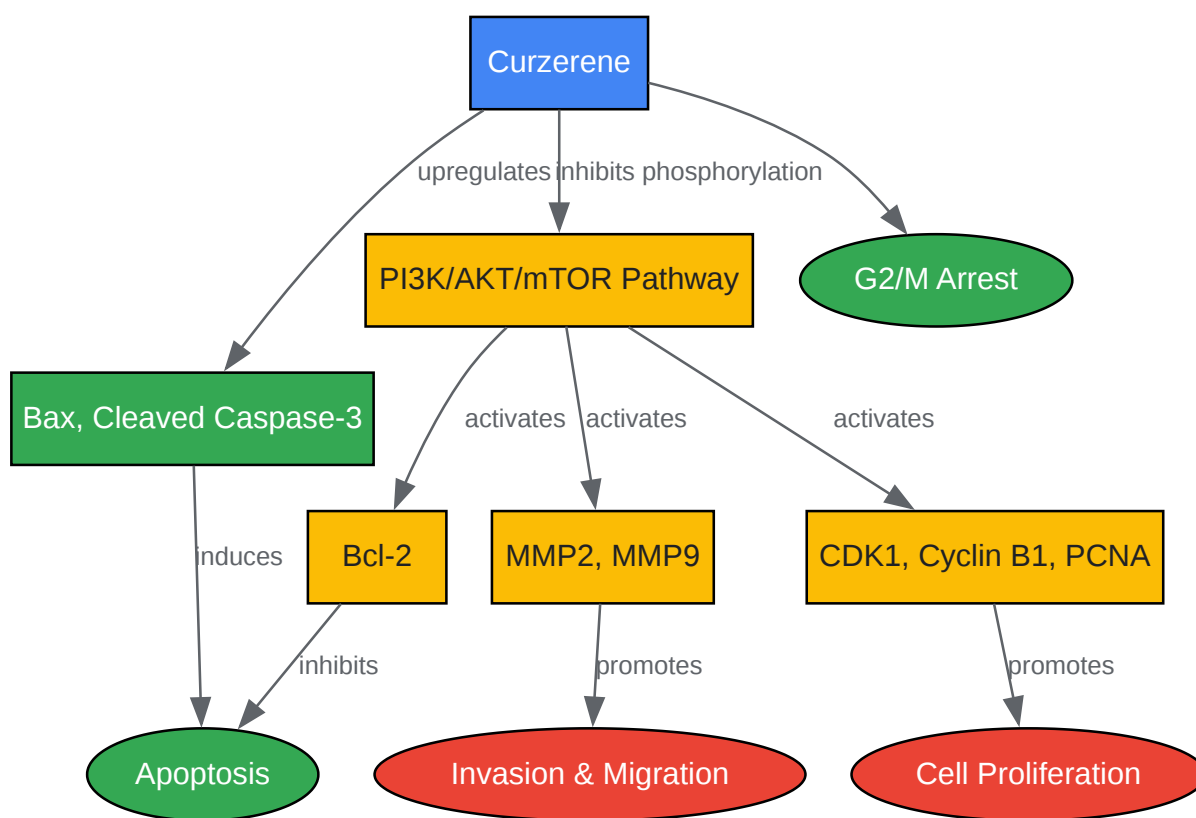 Curzerene
upregulates
inhibits phosphorylation
PI3K/AKT/mTOR Pathway
G2/M Arrest
Bax, Cleaved Caspase-3
activates
activates
activates
induces
Bcl-2
MMP2, MMP9
CDK1, Cyclin B1, PCNA
inhibits
promotes
promotes
Apoptosis
Invasion & Migration
Cell Proliferation